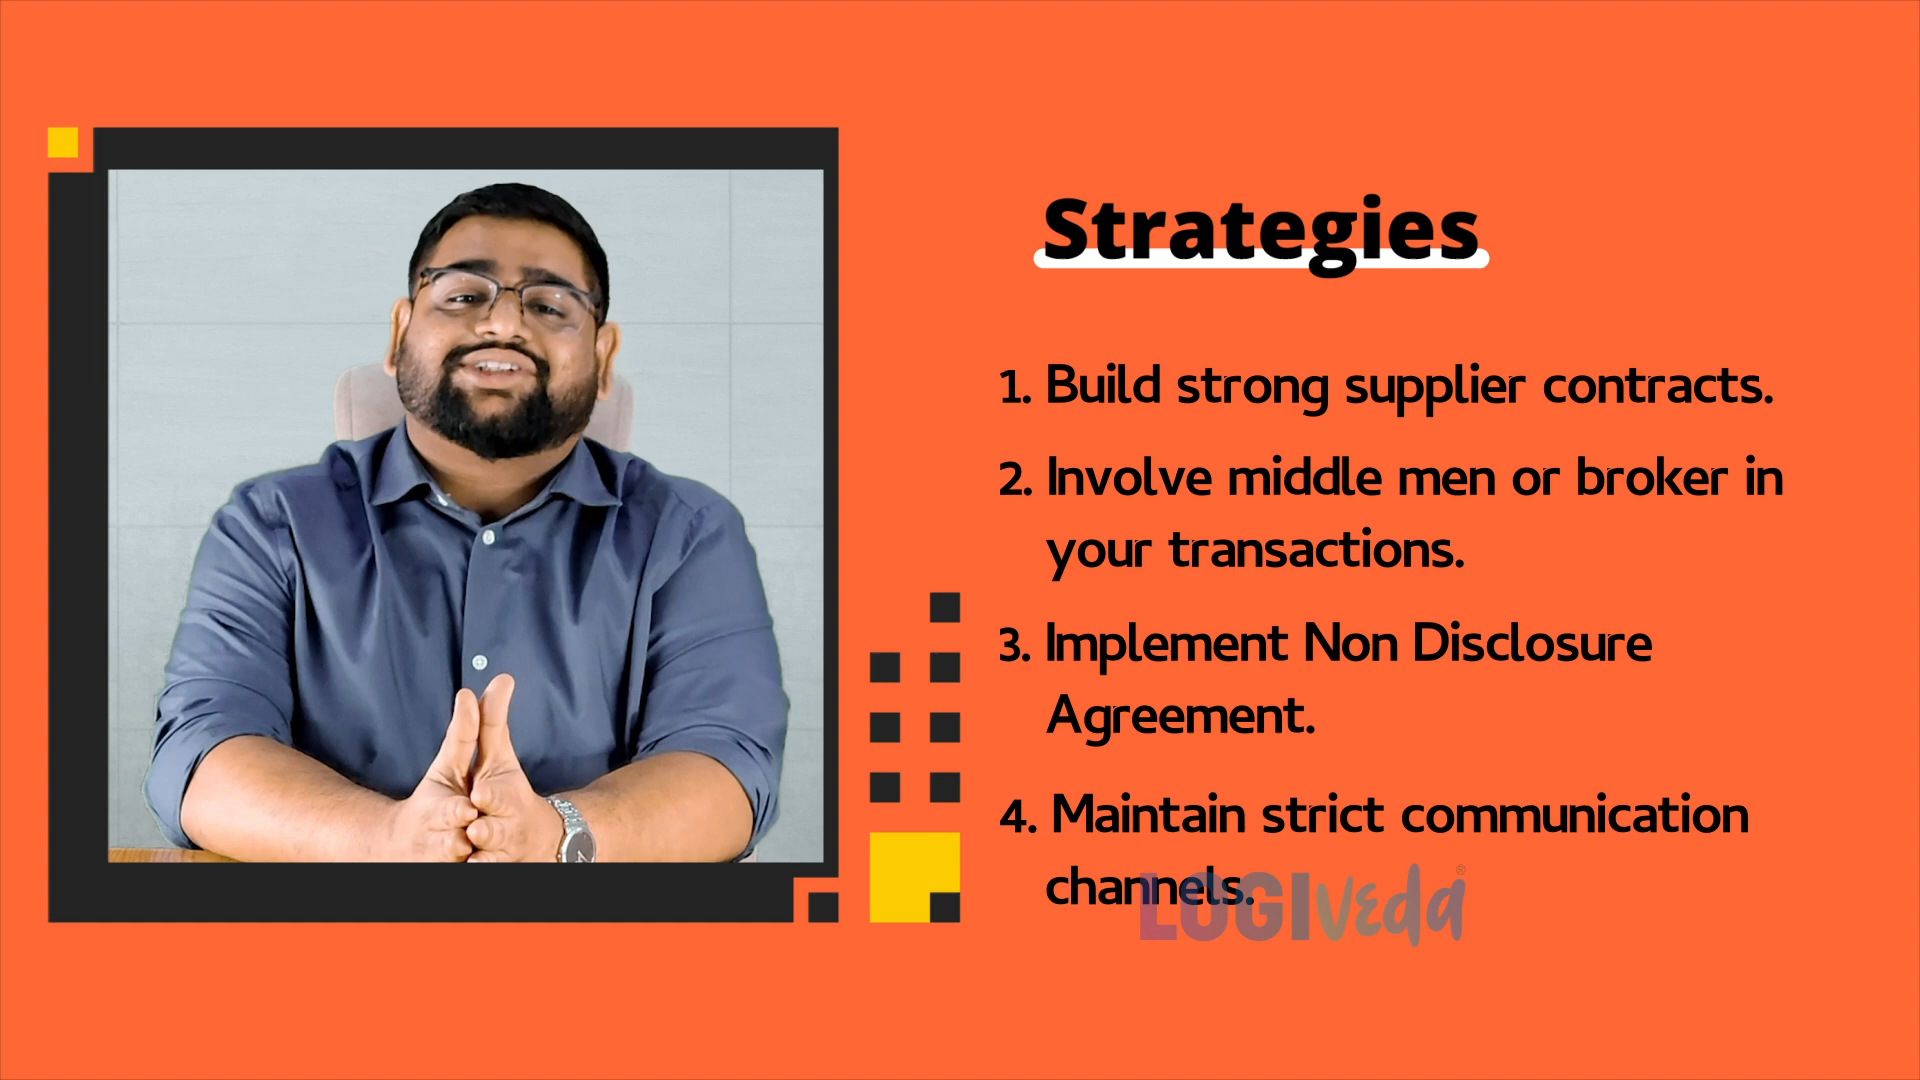 Strategies
1. Build strong supplier contracts.
2. Involve middle men or broker in
your transactions.
3. Implement Non Disclosure
Agreement.
4. Maintain strict communication
channels.
LOGIveda®